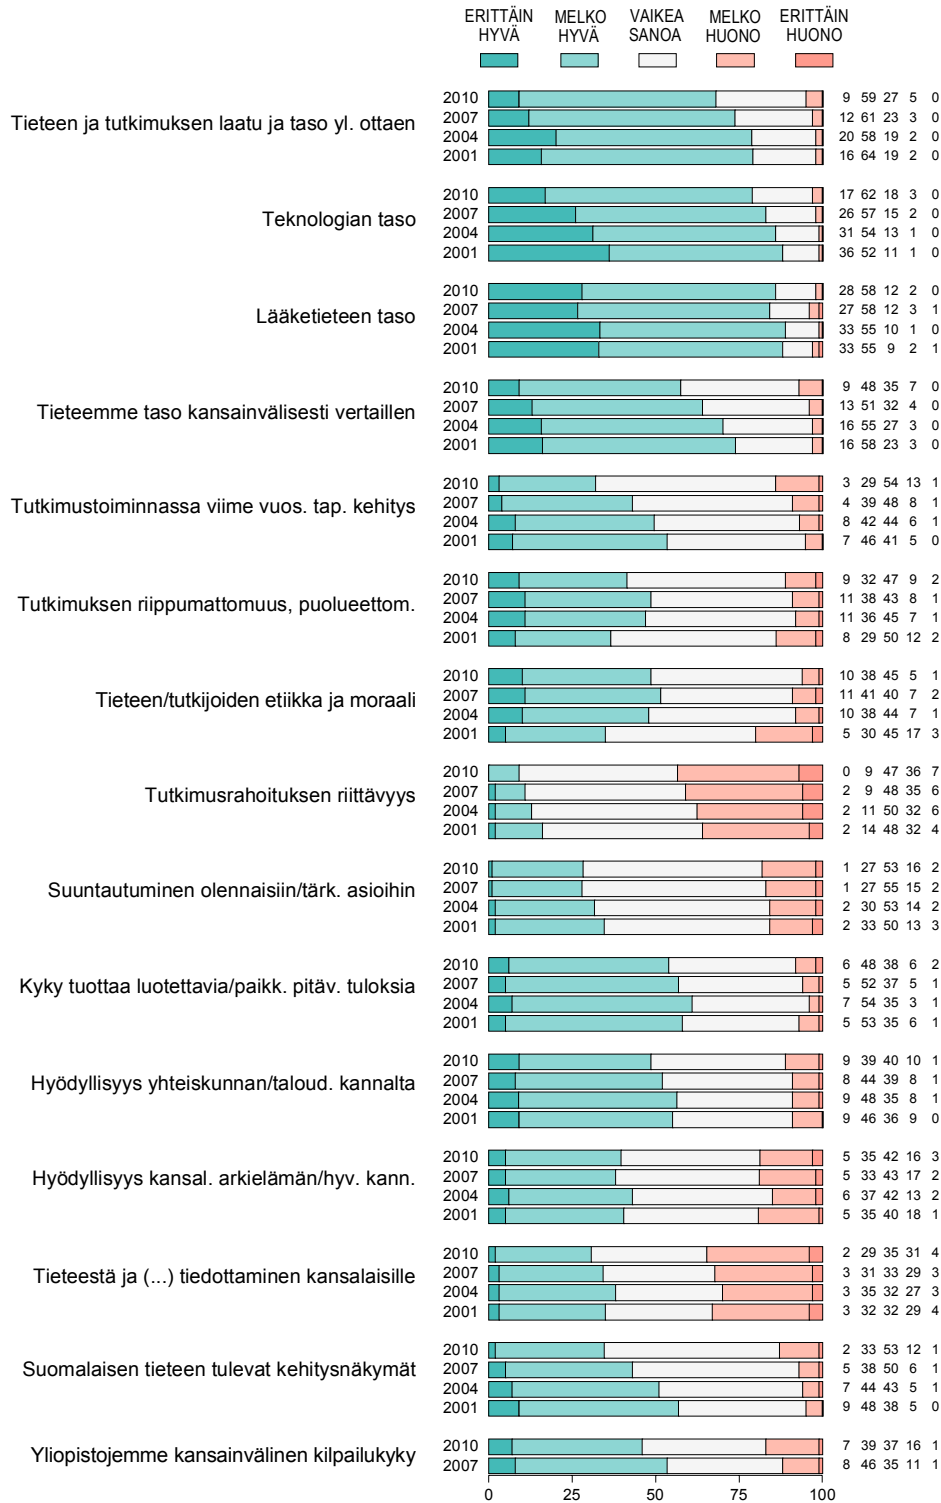 ERITTÄIN HYVÄ MELKO HYVÄ VAIKEA SANOA MELKO HUONO ERITTÄIN HUONO
Tieteen ja tutkimuksen laatu ja taso yl. ottaen
2010 9 59 27 5 0
2007 12 61 23 3 0
2004 20 58 19 2 0
2001 16 64 19 2 0
Teknologian taso
2010 17 62 18 3 0
2007 26 57 15 2 0
2004 31 54 13 1 0
2001 36 52 11 1 0
Lääketieteen taso
2010 28 58 12 2 0
2007 27 58 12 3 1
2004 33 55 10 1 0
2001 33 55 9 2 1
Tieteemme taso kansainvälisesti vertaillen
2010 9 48 35 7 0
2007 13 51 32 4 0
2004 16 55 27 3 0
2001 16 58 23 3 0
Tutkimustoiminnassa viime vuos. tap. kehitys
2010 3 29 54 13 1
2007 4 39 48 8 1
2004 8 42 44 6 1
2001 7 46 41 5 0
Tutkimuksen riippumattomuus, puolueettom.
2010 9 32 47 9 2
2007 11 38 43 8 1
2004 11 36 45 7 1
2001 8 29 50 12 2
Tieteen/tutkijoiden etiikka ja moraali
2010 10 38 45 5 1
2007 11 41 40 7 2
2004 10 38 44 7 1
2001 5 30 45 17 3
Tutkimusrahoituksen riittävyys
2010 0 9 47 36 7
2007 2 9 48 35 6
2004 2 11 50 32 6
2001 2 14 48 32 4
Suuntautuminen olennaisiin/tärk. asioihin
2010 1 27 53 16 2
2007 1 27 55 15 2
2004 2 30 53 14 2
2001 2 33 50 13 3
Kyky tuottaa luotettavia/paikk. pitäv. tuloksia
2010 6 48 38 6 2
2007 5 52 37 5 1
2004 7 54 35 3 1
2001 5 53 35 6 1
Hyödyllisyys yhteiskunnan/taloud. kannalta
2010 9 39 40 10 1
2007 8 44 39 8 1
2004 9 48 35 8 1
2001 9 46 36 9 0
Hyödyllisyys kansal. arkielämän/hyv. kann.
2010 5 35 42 16 3
2007 5 33 43 17 2
2004 6 37 42 13 2
2001 5 35 40 18 1
Tieteestä ja (...) tiedottaminen kansalaisille
2010 2 29 35 31 4
2007 3 31 33 29 3
2004 3 35 32 27 3
2001 3 32 32 29 4
Suomalaisen tieteen tulevat kehitysnäkymät
2010 2 33 53 12 1
2007 5 38 50 6 1
2004 7 44 43 5 1
2001 9 48 38 5 0
Yliopistojemme kansainvälinen kilpailukyky
2010 7 39 37 16 1
2007 8 46 35 11 1
0 25 50 75 100